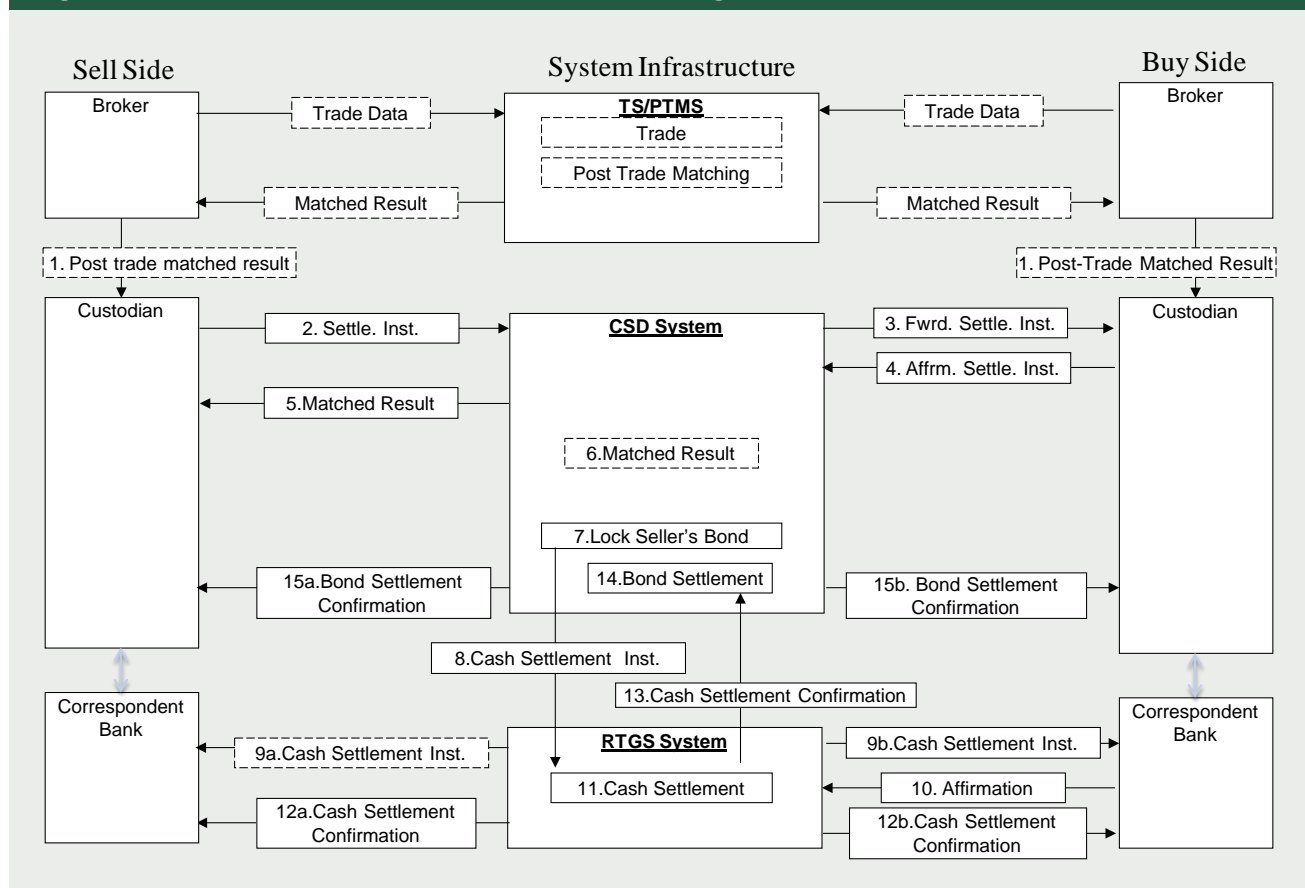 Sell Side
System Infrastructure
Buy Side
Broker
Trade Data
TS/PTMS
Trade
Post Trade Matching
Trade Data
Broker
Matched Result
Matched Result
1. Post trade matched result
1. Post-Trade Matched Result
Custodian
2. Settle. Inst.
CSD System
3. Fwrd. Settle. Inst.
Custodian
4. Affrm. Settle. Inst.
5.Matched Result
6.Matched Result
7.Lock Seller's Bond
15a.Bond Settlement
Confirmation
14.Bond Settlement
15b. Bond Settlement
Confirmation
8.Cash Settlement Inst.
13.Cash Settlement Confirmation
Correspondent
Bank
9a.Cash Settlement Inst.
RTGS System
9b.Cash Settlement Inst.
Correspondent
Bank
11.Cash Settlement
10. Affirmation
12a.Cash Settlement
Confirmation
12b.Cash Settlement
Confirmation